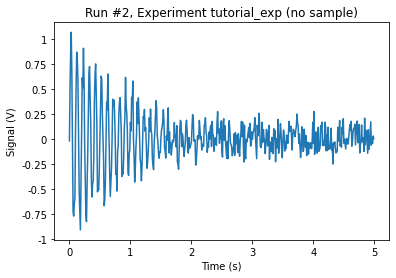 Run #2, Experiment tutorial_exp (no sample)
1
0.75
0.50
0.25
0
-0.25
-0.5
-0.75
-1
Signal (V)
0 1 2 3 4 5
Time (s)